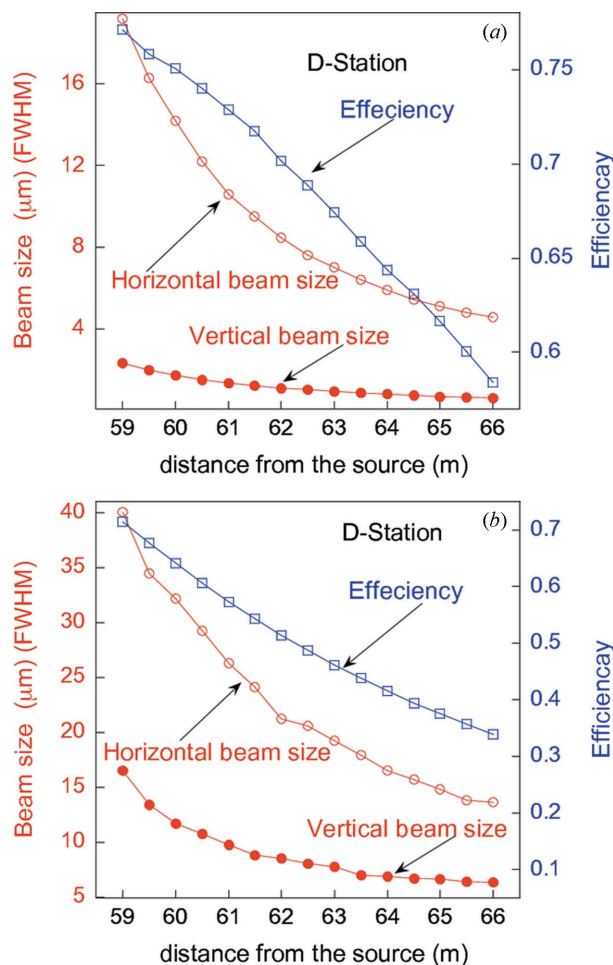 (a)
D-Station
Effeciency
Horizontal beam size
Vertical beam size
Beam size (μm) (FWHM)
16
12
8
4
Efficiencay
0.75
0.7
0.65
0.6
59 60 61 62 63 64 65 66
distance from the source (m)
(b)
D-Station
Effeciency
Horizontal beam size
Vertical beam size
Beam size (μm) (FWHM)
40
35
30
25
20
15
10
5
Efficiencay
0.7
0.6
0.5
0.4
0.3
0.2
0.1
59 60 61 62 63 64 65 66
distance from the source (m)